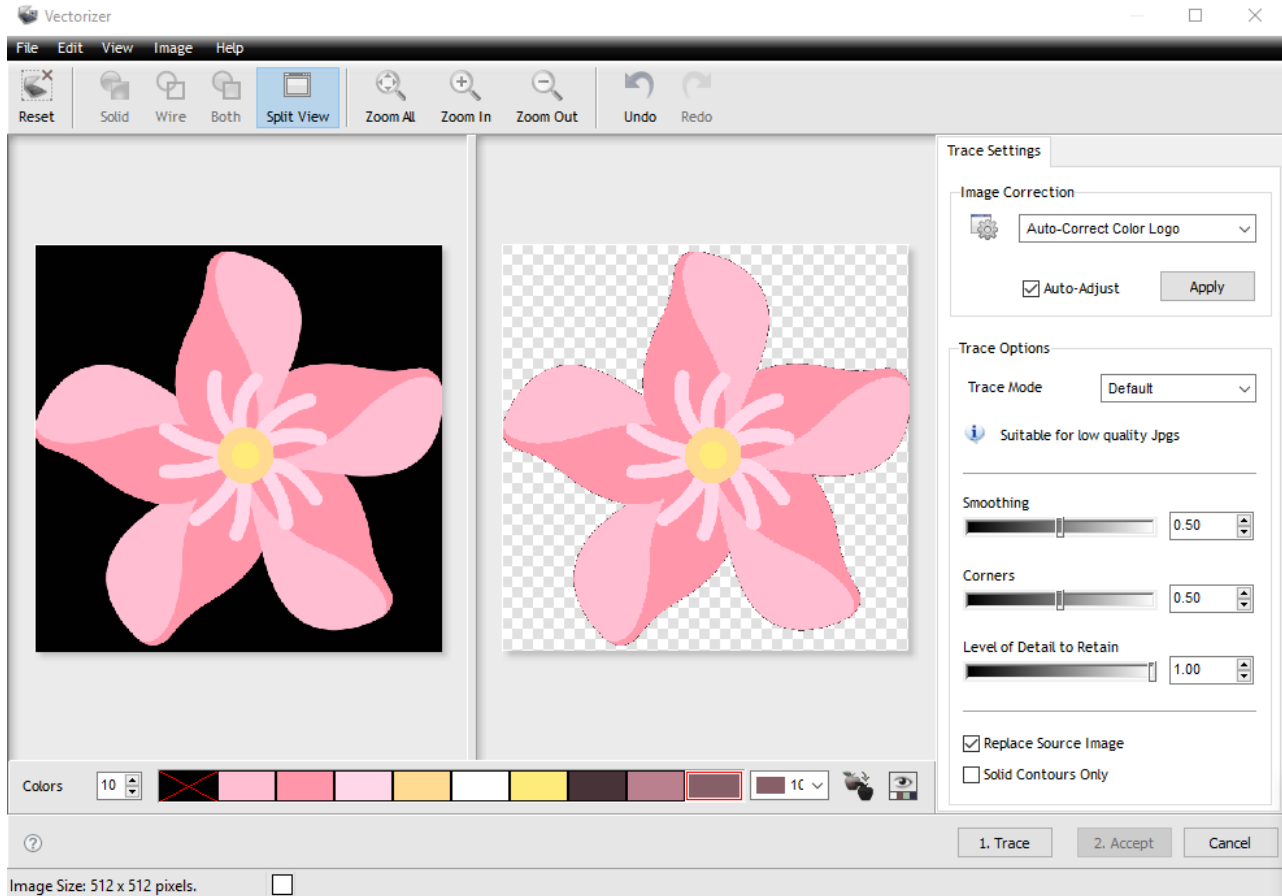 Vectorizer
File Edit View Image Help
Reset Solid Wire Both Split View Zoom All Zoom In Zoom Out Undo Redo
Trace Settings
Image Correction
Auto-Correct Color Logo
Auto-Adjust Apply
Trace Options
Trace Mode Default
Suitable for low quality Jpgs
Smoothing
0.50
Corners
0.50
Level of Detail to Retain
1.00
Replace Source Image
Solid Contours Only
Colors 10
1. Trace 2. Accept Cancel
Image Size: 512 x 512 pixels.